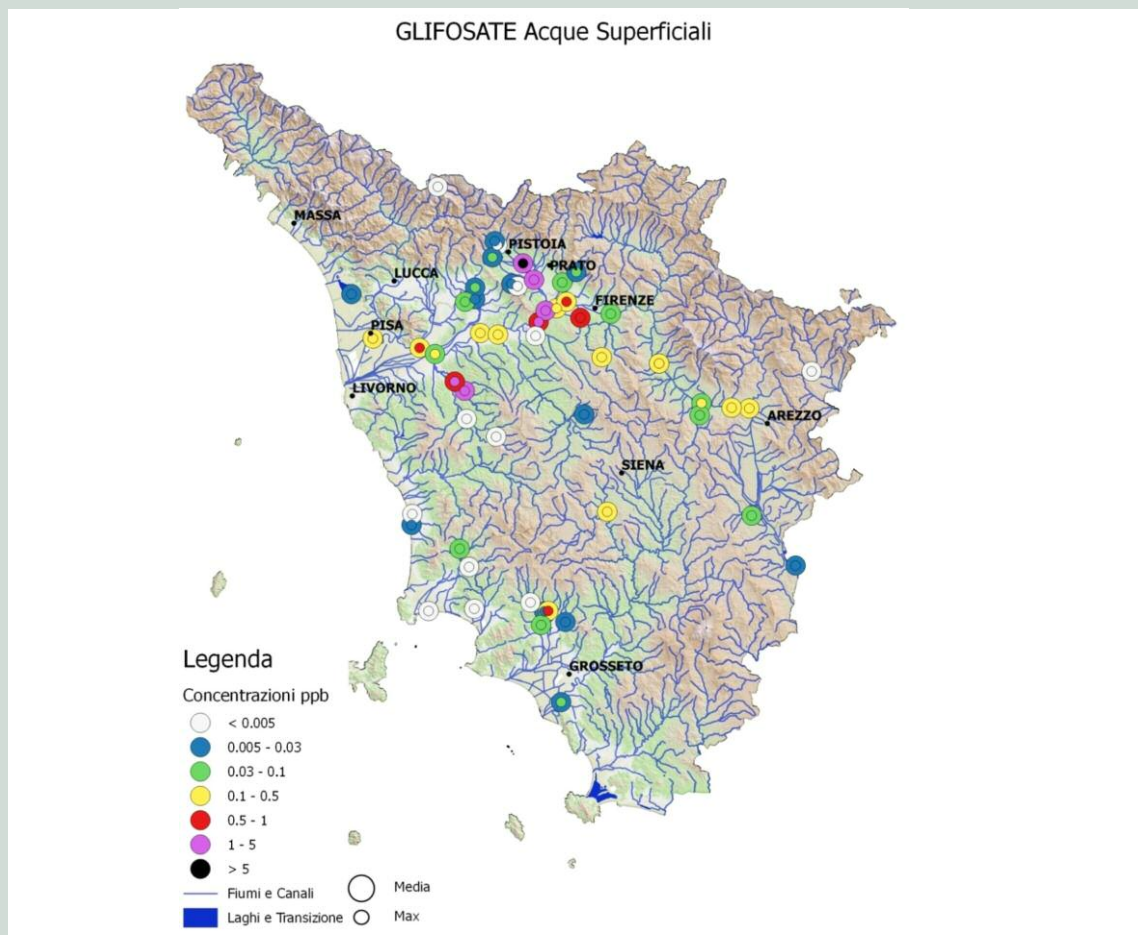 GLIFOSATE Acque Superficiali
MASSA
PISTOIA
PRATO
LUCCA
FIRENZE
PISA
LIVORNO
AREZZO
SIENA
GROSSETO
Legenda
Concentrazioni ppb
< 0.005
0.005 - 0.03
0.03 - 0.1
0.1 - 0.5
0.5 - 1
1 - 5
> 5
Fiumi e Canali
Media
Laghi e Transizione
Max